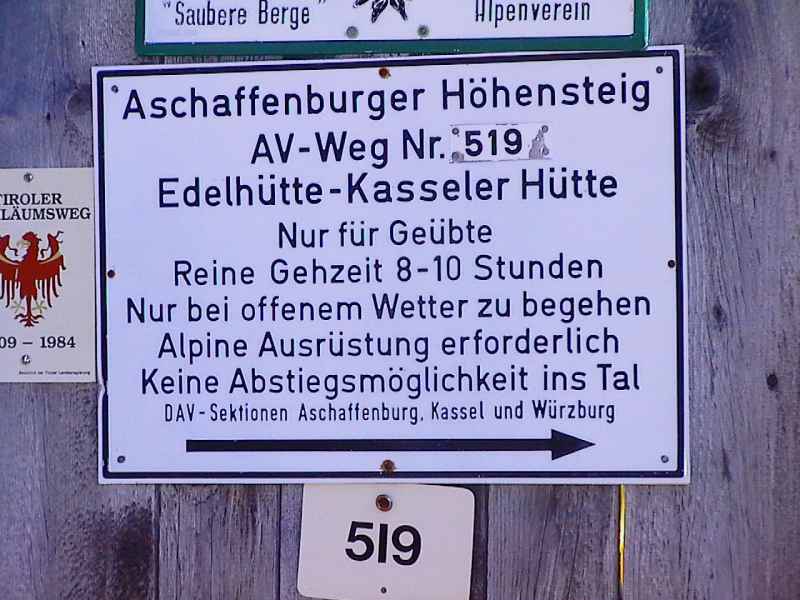 "Saubere Berge"
Alpenverein
Aschaffenburger Höhensteig
AV-Weg Nr. 519
Edelhütte-Kasseler Hütte
Nur für Geübte
Reine Gehzeit 8-10 Stunden
Nur bei offenem Wetter zu begehen
Alpine Ausrüstung erforderlich
Keine Abstiegsmöglichkeit ins Tal
DAV-Sektionen Aschaffenburg, Kassel und Würzburg
TIROLER
LÄUMSWEG
09 – 1984
519